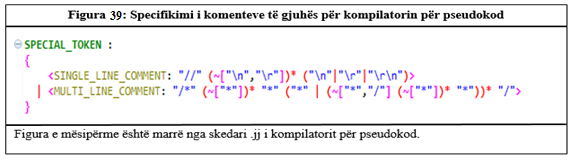 Figura 39: Specifikimi i komenteve të gjuhës për kompilatorin për pseudokod
SPECIAL_TOKEN :
{
<SINGLE_LINE_COMMENT: "//" (~["\n","\r"])* ("\n"|"\r"|"\r\n")>
| <MULTI_LINE_COMMENT: "/*" (~["*"])* "*" ("*" | (~["*","/"] (~["*"])* "*"))* "/">
}
Figura e mësipërme është marrë nga skedari .jj i kompilatorit për pseudokod.